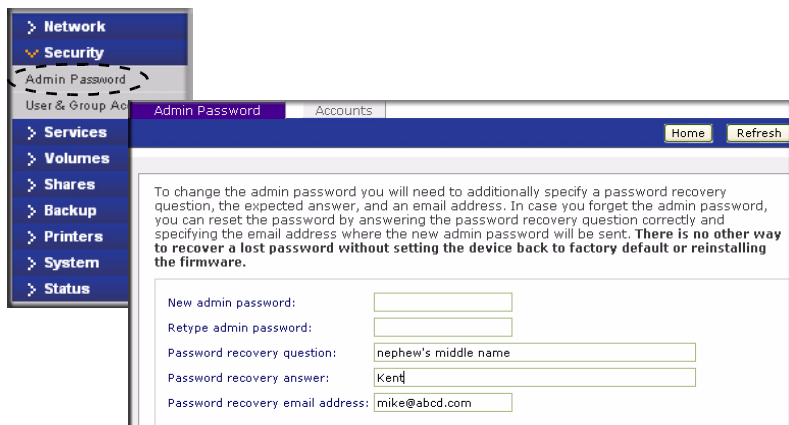 Network
Security
Admin Password
User & Group Ac
Services
Volumes
Shares
Backup
Printers
System
Status
Admin Password Accounts
Home Refresh
To change the admin password you will need to additionally specify a password recovery
question, the expected answer, and an email address. In case you forget the admin password,
you can reset the password by answering the password recovery question correctly and
specifying the email address where the new admin password will be sent. There is no other way
to recover a lost password without setting the device back to factory default or reinstalling
the firmware.
New admin password:
Retype admin password:
Password recovery question: nephew's middle name
Password recovery answer: Kent
Password recovery email address: mike@abcd.com